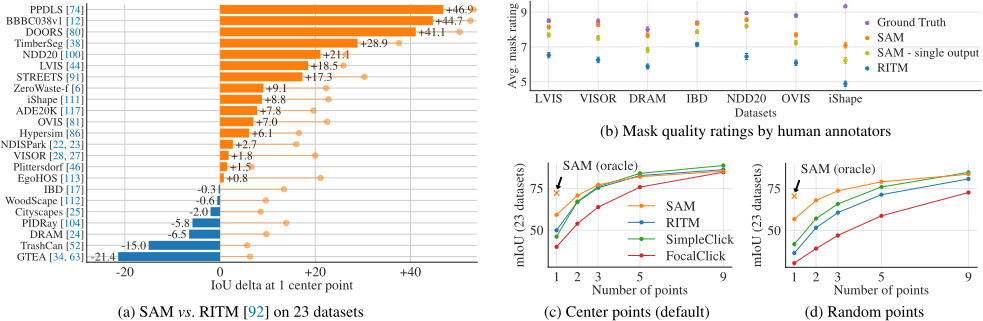 PPDLS [74]
+46.9
BBBC038v1 [12]
+44.7
DOORS [80]
+41.1
TimberSeg [38]
+28.9
NDD20 [100]
+21.1
LVIS [44]
+18.5
STREETS [91]
+17.3
ZeroWaste-f [6]
+9.1
iShape [111]
+8.8
ADE20K [117]
+7.8
OVIS [81]
+7.0
Hypersim [86]
+6.1
NDISPark [22, 23]
+2.7
VISOR [28, 27]
+1.8
Plittersdorf [46]
+1.5
EgoHOS [113]
+0.8
IBD [17]
-0.3
WoodScape [112]
-0.6
Cityscapes [25]
-2.0
PIDRay [104]
-5.8
DRAM [24]
-6.5
TrashCan [52]
-15.0
GTEA [34, 63]
-21.4
-20 0 +20 +40
IoU delta at 1 center point
(a) SAM vs. RITM [92] on 23 datasets
Avg. mask rating
9
7
5
LVIS VISOR DRAM IBD NDD20 OVIS iShape
Datasets
Ground Truth
SAM
SAM - single output
RITM
(b) Mask quality ratings by human annotators
mIoU (23 datasets)
75
50
SAM (oracle)
SAM
RITM
SimpleClick
FocalClick
1 2 3 5 9
Number of points
(c) Center points (default)
mIoU (23 datasets)
75
50
SAM (oracle)
1 2 3 5 9
Number of points
(d) Random points